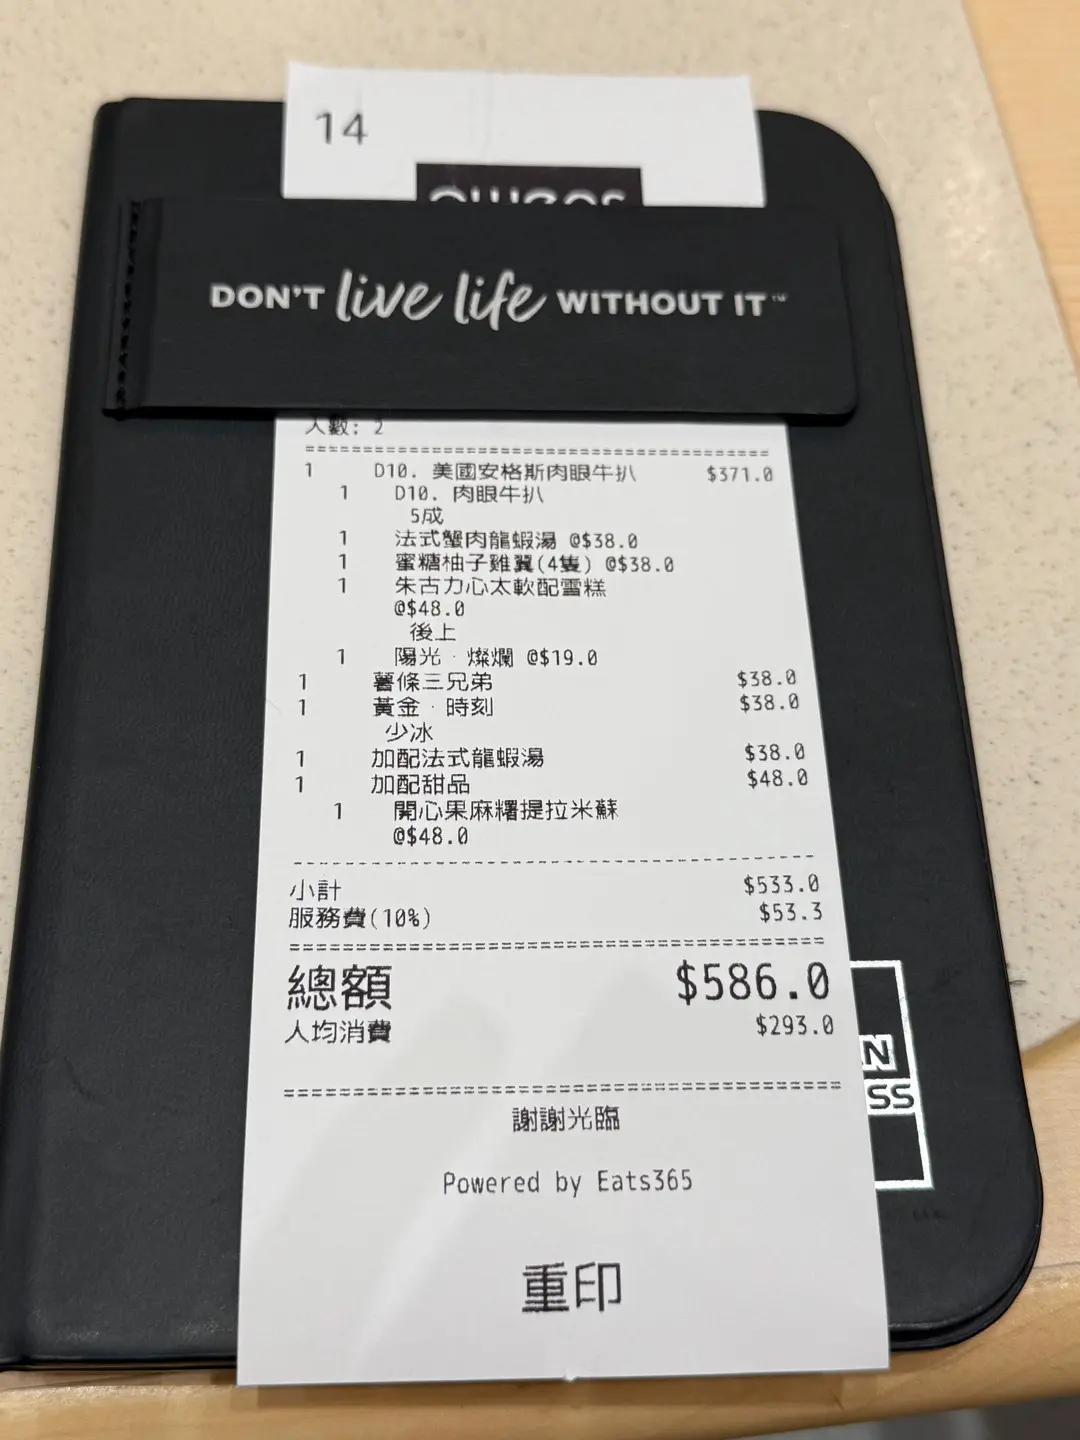 14
DON'T live life WITHOUT IT™
人數: 2
1 D10. 美國安格斯肉眼牛扒 $371.0
1 D10. 肉眼牛扒
5成
1 法式蟹肉龍蝦湯 @$38.0
1 蜜糖柚子雞翼(4隻) @$38.0
1 朱古力心太軟配雪糕
@$48.0
後上
1 陽光·燦爛 @$19.0
1 薯條三兄弟 $38.0
1 黃金·時刻 $38.0
少冰
1 加配法式龍蝦湯 $38.0
1 加配甜品 $48.0
1 開心果麻糬提拉米蘇
@$48.0
小計 $533.0
服務費(10%) $53.3
總額 $586.0
人均消費 $293.0
謝謝光臨
Powered by Eats365
重印